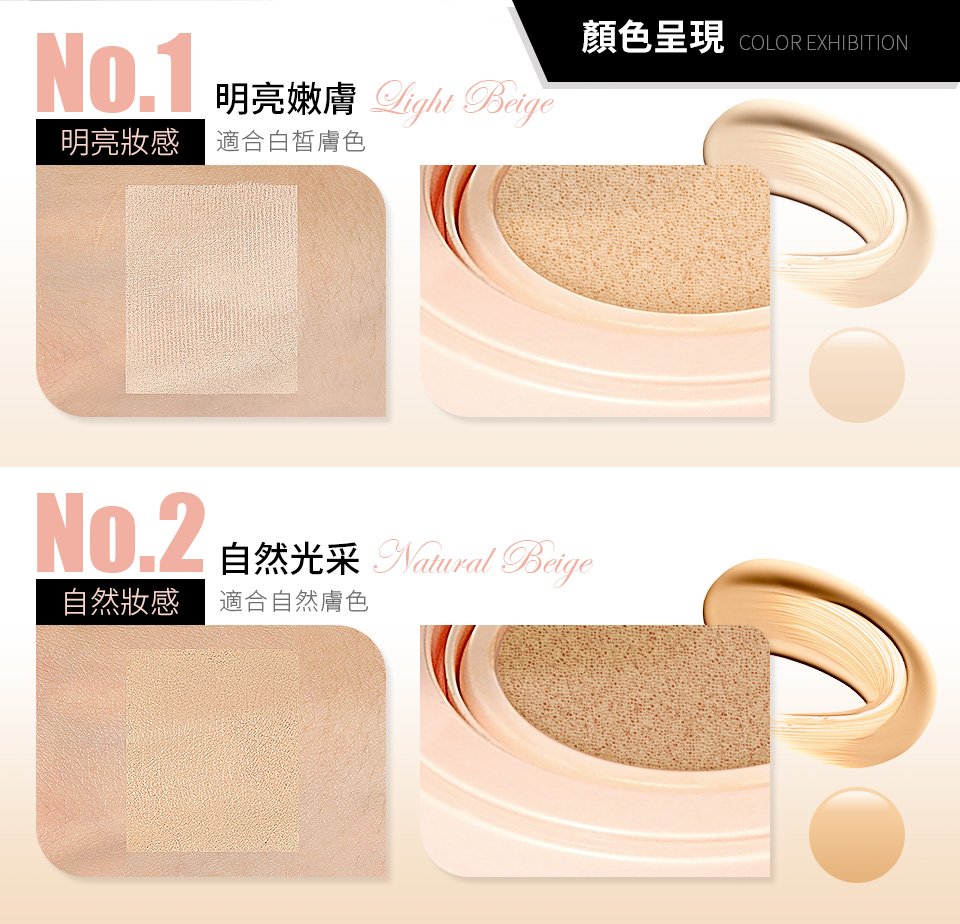 顏色呈現 COLOR EXHIBITION
No.1
明亮嫩膚 Light Beige
明亮妝感 適合白皙膚色
No.2
自然光采 Natural Beige
自然妝感 適合自然膚色